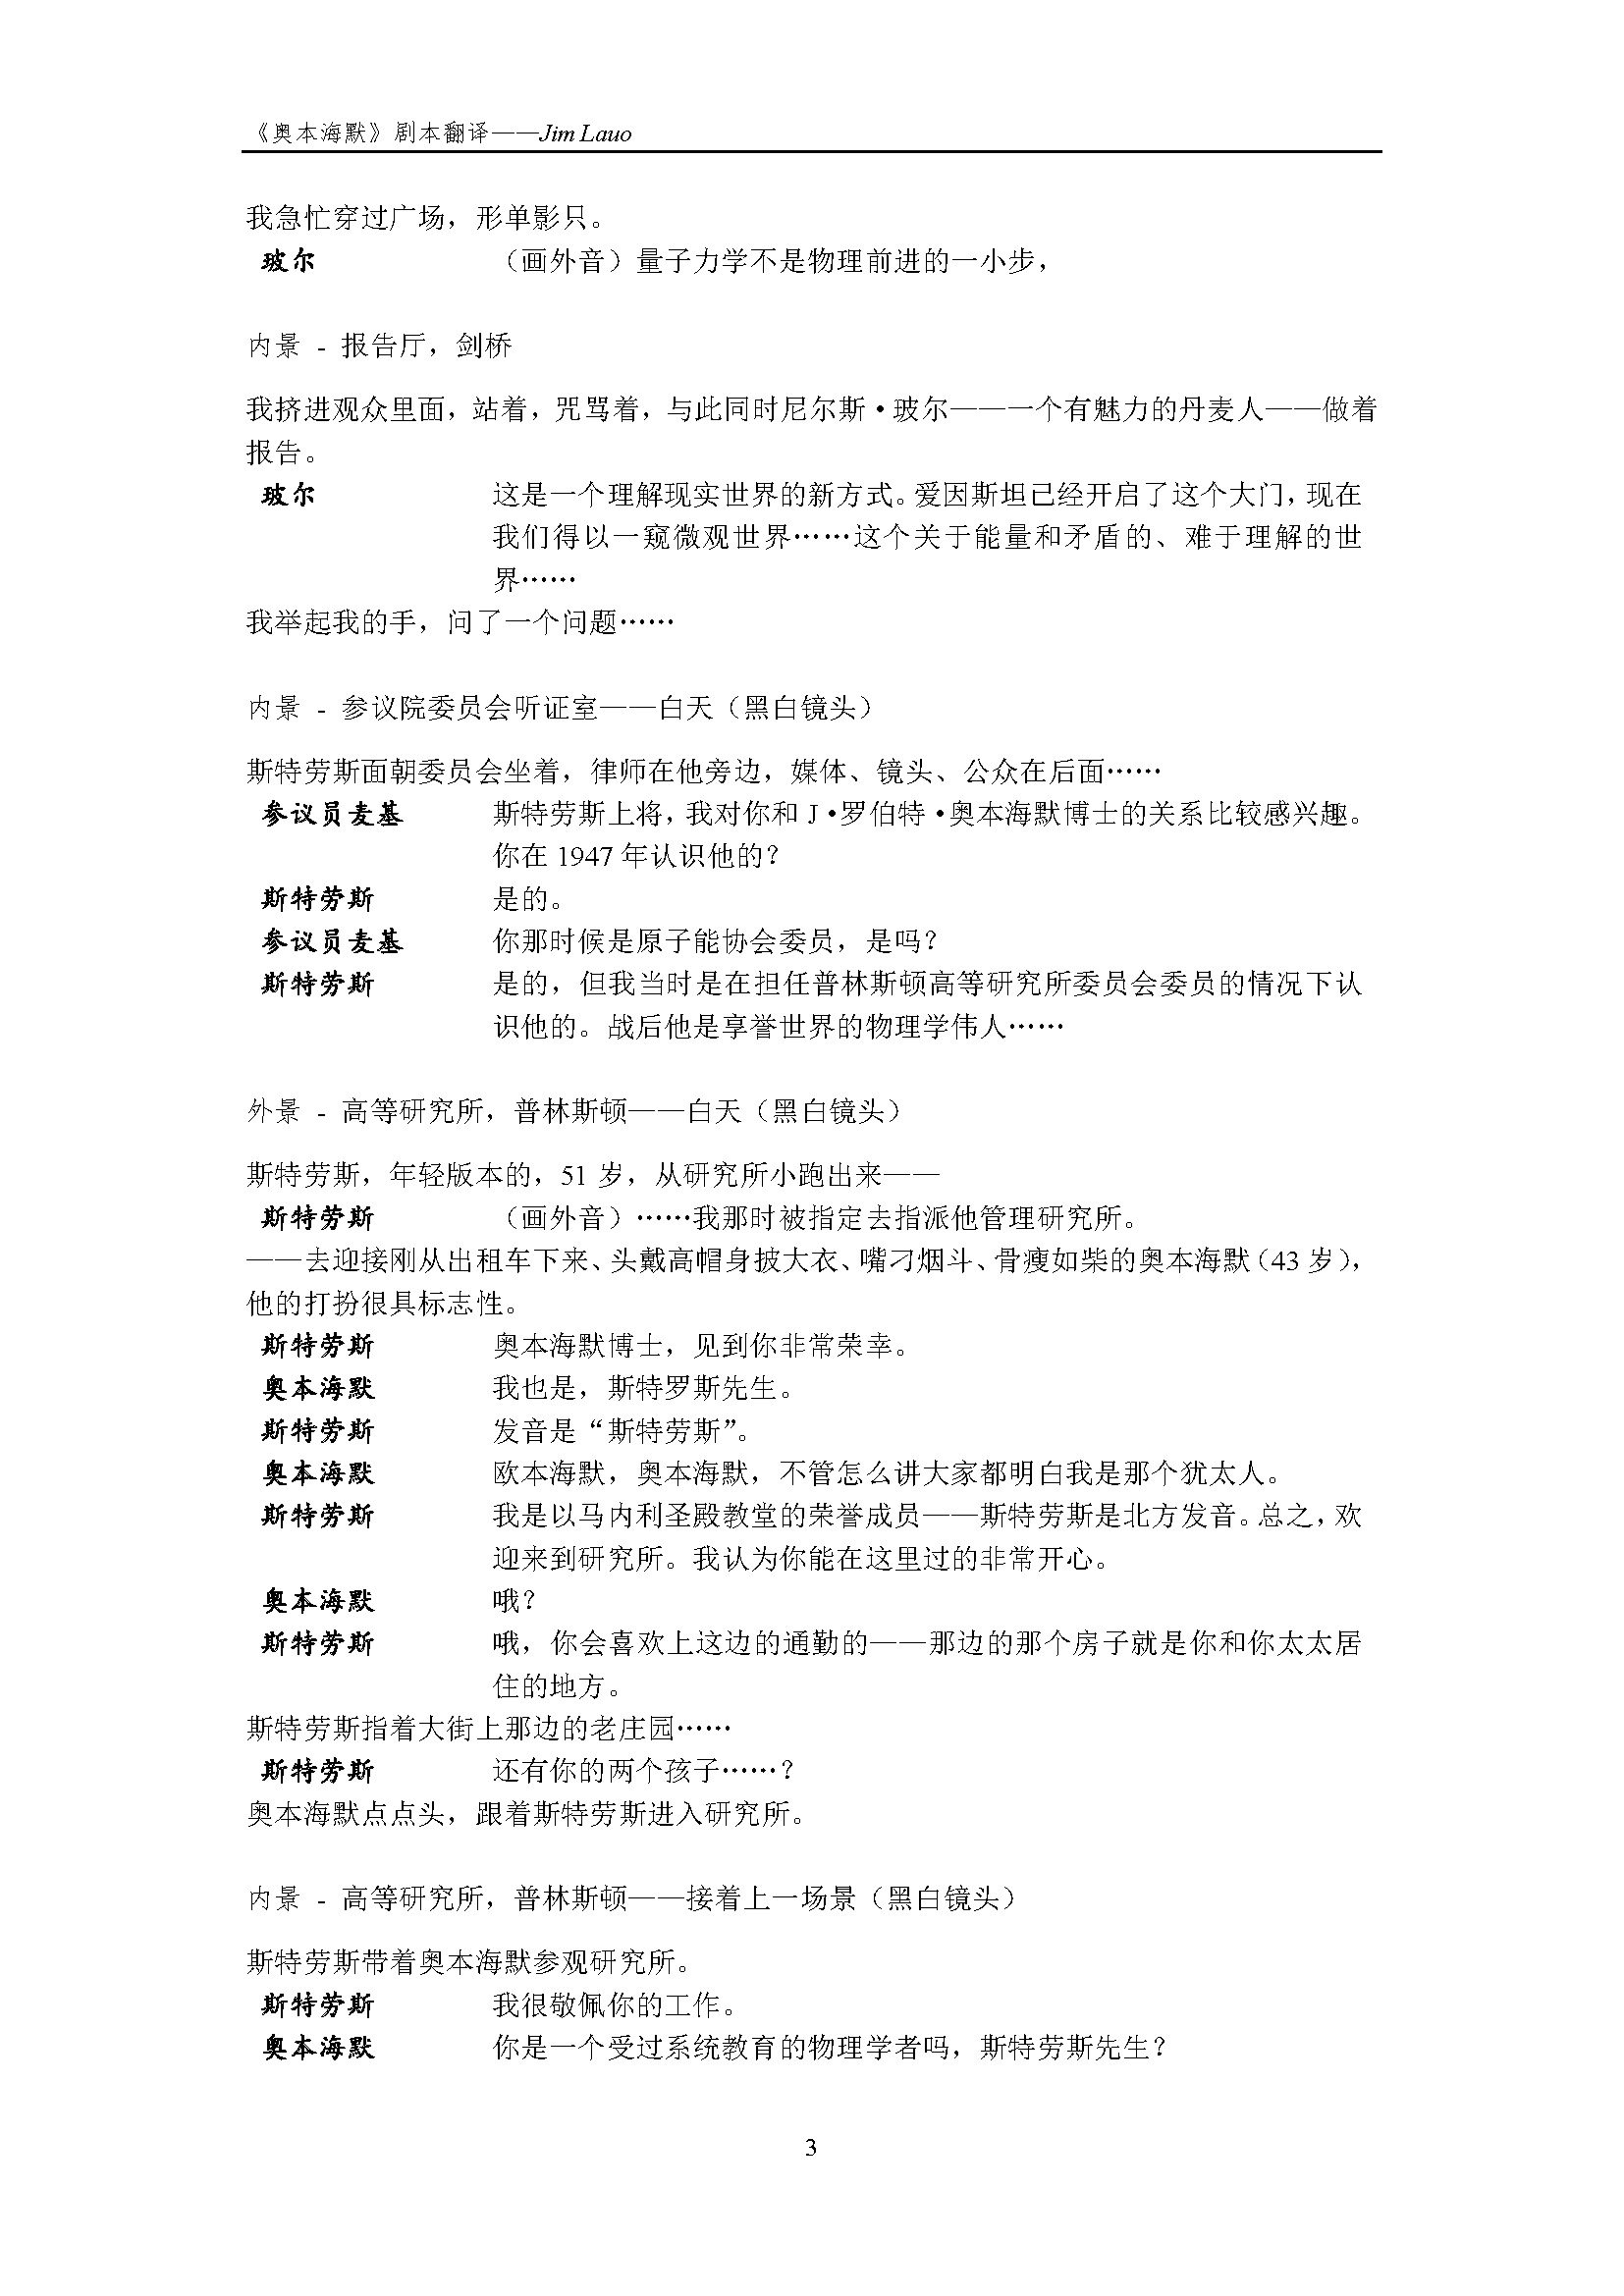 《奥本海默》剧本翻译——Jim Lauo
我急忙穿过广场，形单影只。
玻尔 （画外音）量子力学不是物理前进的一小步，
内景 - 报告厅，剑桥
我挤进观众里面，站着，咒骂着，与此同时尼尔斯·玻尔——一个有魅力的丹麦人——做着
报告。
玻尔 这是一个理解现实世界的新方式。爱因斯坦已经开启了这个大门，现在
我们得以一窥微观世界……这个关于能量和矛盾的、难于理解的世
界……
我举起我的手，问了一个问题……
内景 - 参议院委员会听证室——白天（黑白镜头）
斯特劳斯面朝委员会坐着，律师在他旁边，媒体、镜头、公众在后面……
参议员麦基 斯特劳斯上将，我对你和 J·罗伯特·奥本海默博士的关系比较感兴趣。
你在 1947 年认识他的？
斯特劳斯 是的。
参议员麦基 你那时候是原子能协会委员，是吗？
斯特劳斯 是的，但我当时是在担任普林斯顿高等研究所委员会委员的情况下认
识他的。战后他是享誉世界的物理学伟人……
外景 - 高等研究所，普林斯顿——白天（黑白镜头）
斯特劳斯，年轻版本的，51 岁，从研究所小跑出来——
斯特劳斯 （画外音）……我那时被指定去指派他管理研究所。
——去迎接刚从出租车下来、头戴高帽身披大衣、嘴刁烟斗、骨瘦如柴的奥本海默（43 岁），
他的打扮很具标志性。
斯特劳斯 奥本海默博士，见到你非常荣幸。
奥本海默 我也是，斯特罗斯先生。
斯特劳斯 发音是“斯特劳斯”。
奥本海默 欧本海默，奥本海默，不管怎么讲大家都明白我是那个犹太人。
斯特劳斯 我是以马内利圣殿教堂的荣誉成员——斯特劳斯是北方发音。总之，欢
迎来到研究所。我认为你能在这里过的非常开心。
奥本海默 哦？
斯特劳斯 哦，你会喜欢上这边的通勤的——那边的那个房子就是你和你太太居
住的地方。
斯特劳斯指着大街上那边的老庄园……
斯特劳斯 还有你的两个孩子……？
奥本海默点点头，跟着斯特劳斯进入研究所。
内景 - 高等研究所，普林斯顿——接着上一场景（黑白镜头）
斯特劳斯带着奥本海默参观研究所。
斯特劳斯 我很敬佩你的工作。
奥本海默 你是一个受过系统教育的物理学者吗，斯特劳斯先生？
3